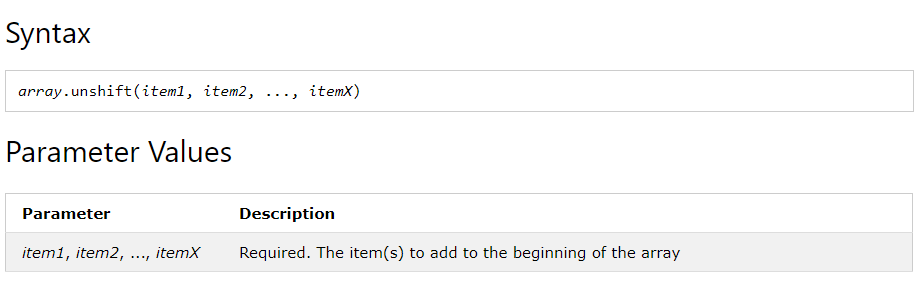 Syntax
array.unshift(item1, item2, ..., itemX)
Parameter Values
Parameter Description
item1, item2, ..., itemX Required. The item(s) to add to the beginning of the array